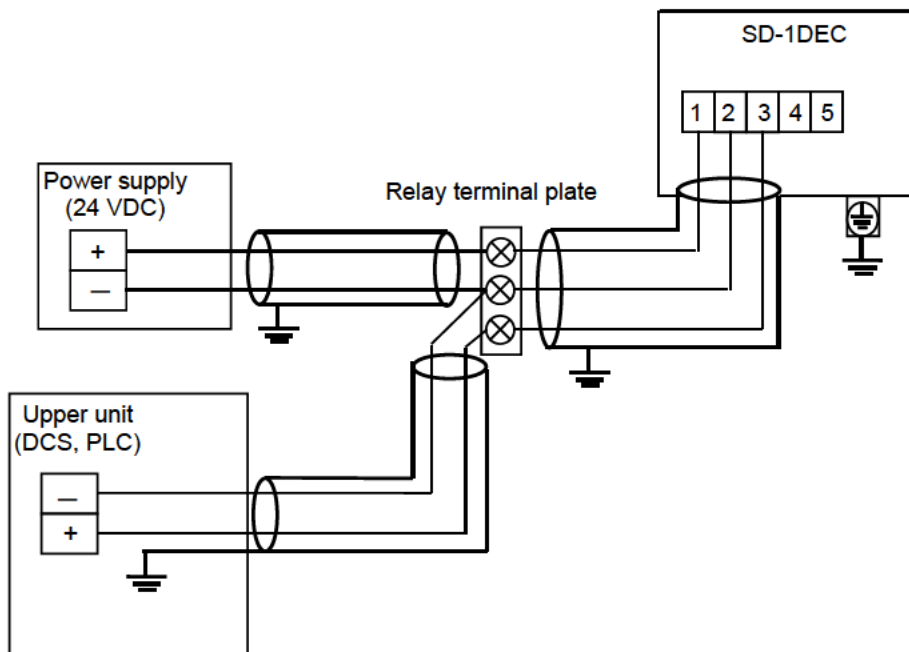 SD-1DEC
1 2 3 4 5
Power supply
(24 VDC)
+
—
Relay terminal plate
Upper unit
(DCS, PLC)
—
+